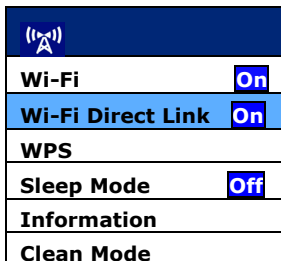 Wi-Fi On
Wi-Fi Direct Link On
WPS
Sleep Mode Off
Information
Clean Mode